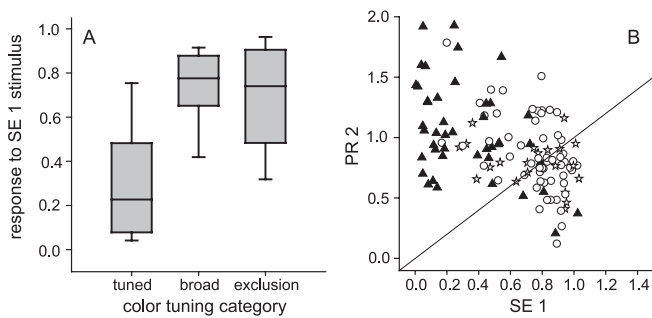 A
response to SE 1 stimulus
1.0
0.8
0.6
0.4
0.2
0.0
tuned broad exclusion
color tuning category
B
PR 2
2.0
1.5
1.0
0.5
0.0
0.0 0.2 0.4 0.6 0.8 1.0 1.2 1.4
SE 1